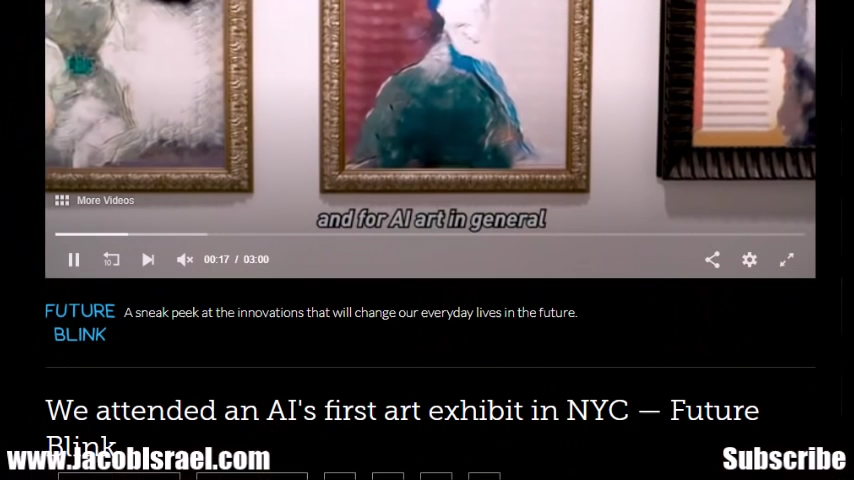 More Videos
and for AI art in general
10
00:17 / 03:00
FUTURE
BLINK
A sneak peek at the innovations that will change our everyday lives in the future.
We attended an AI's first art exhibit in NYC — Future
Blink
www.JacobIsrael.com
Subscribe